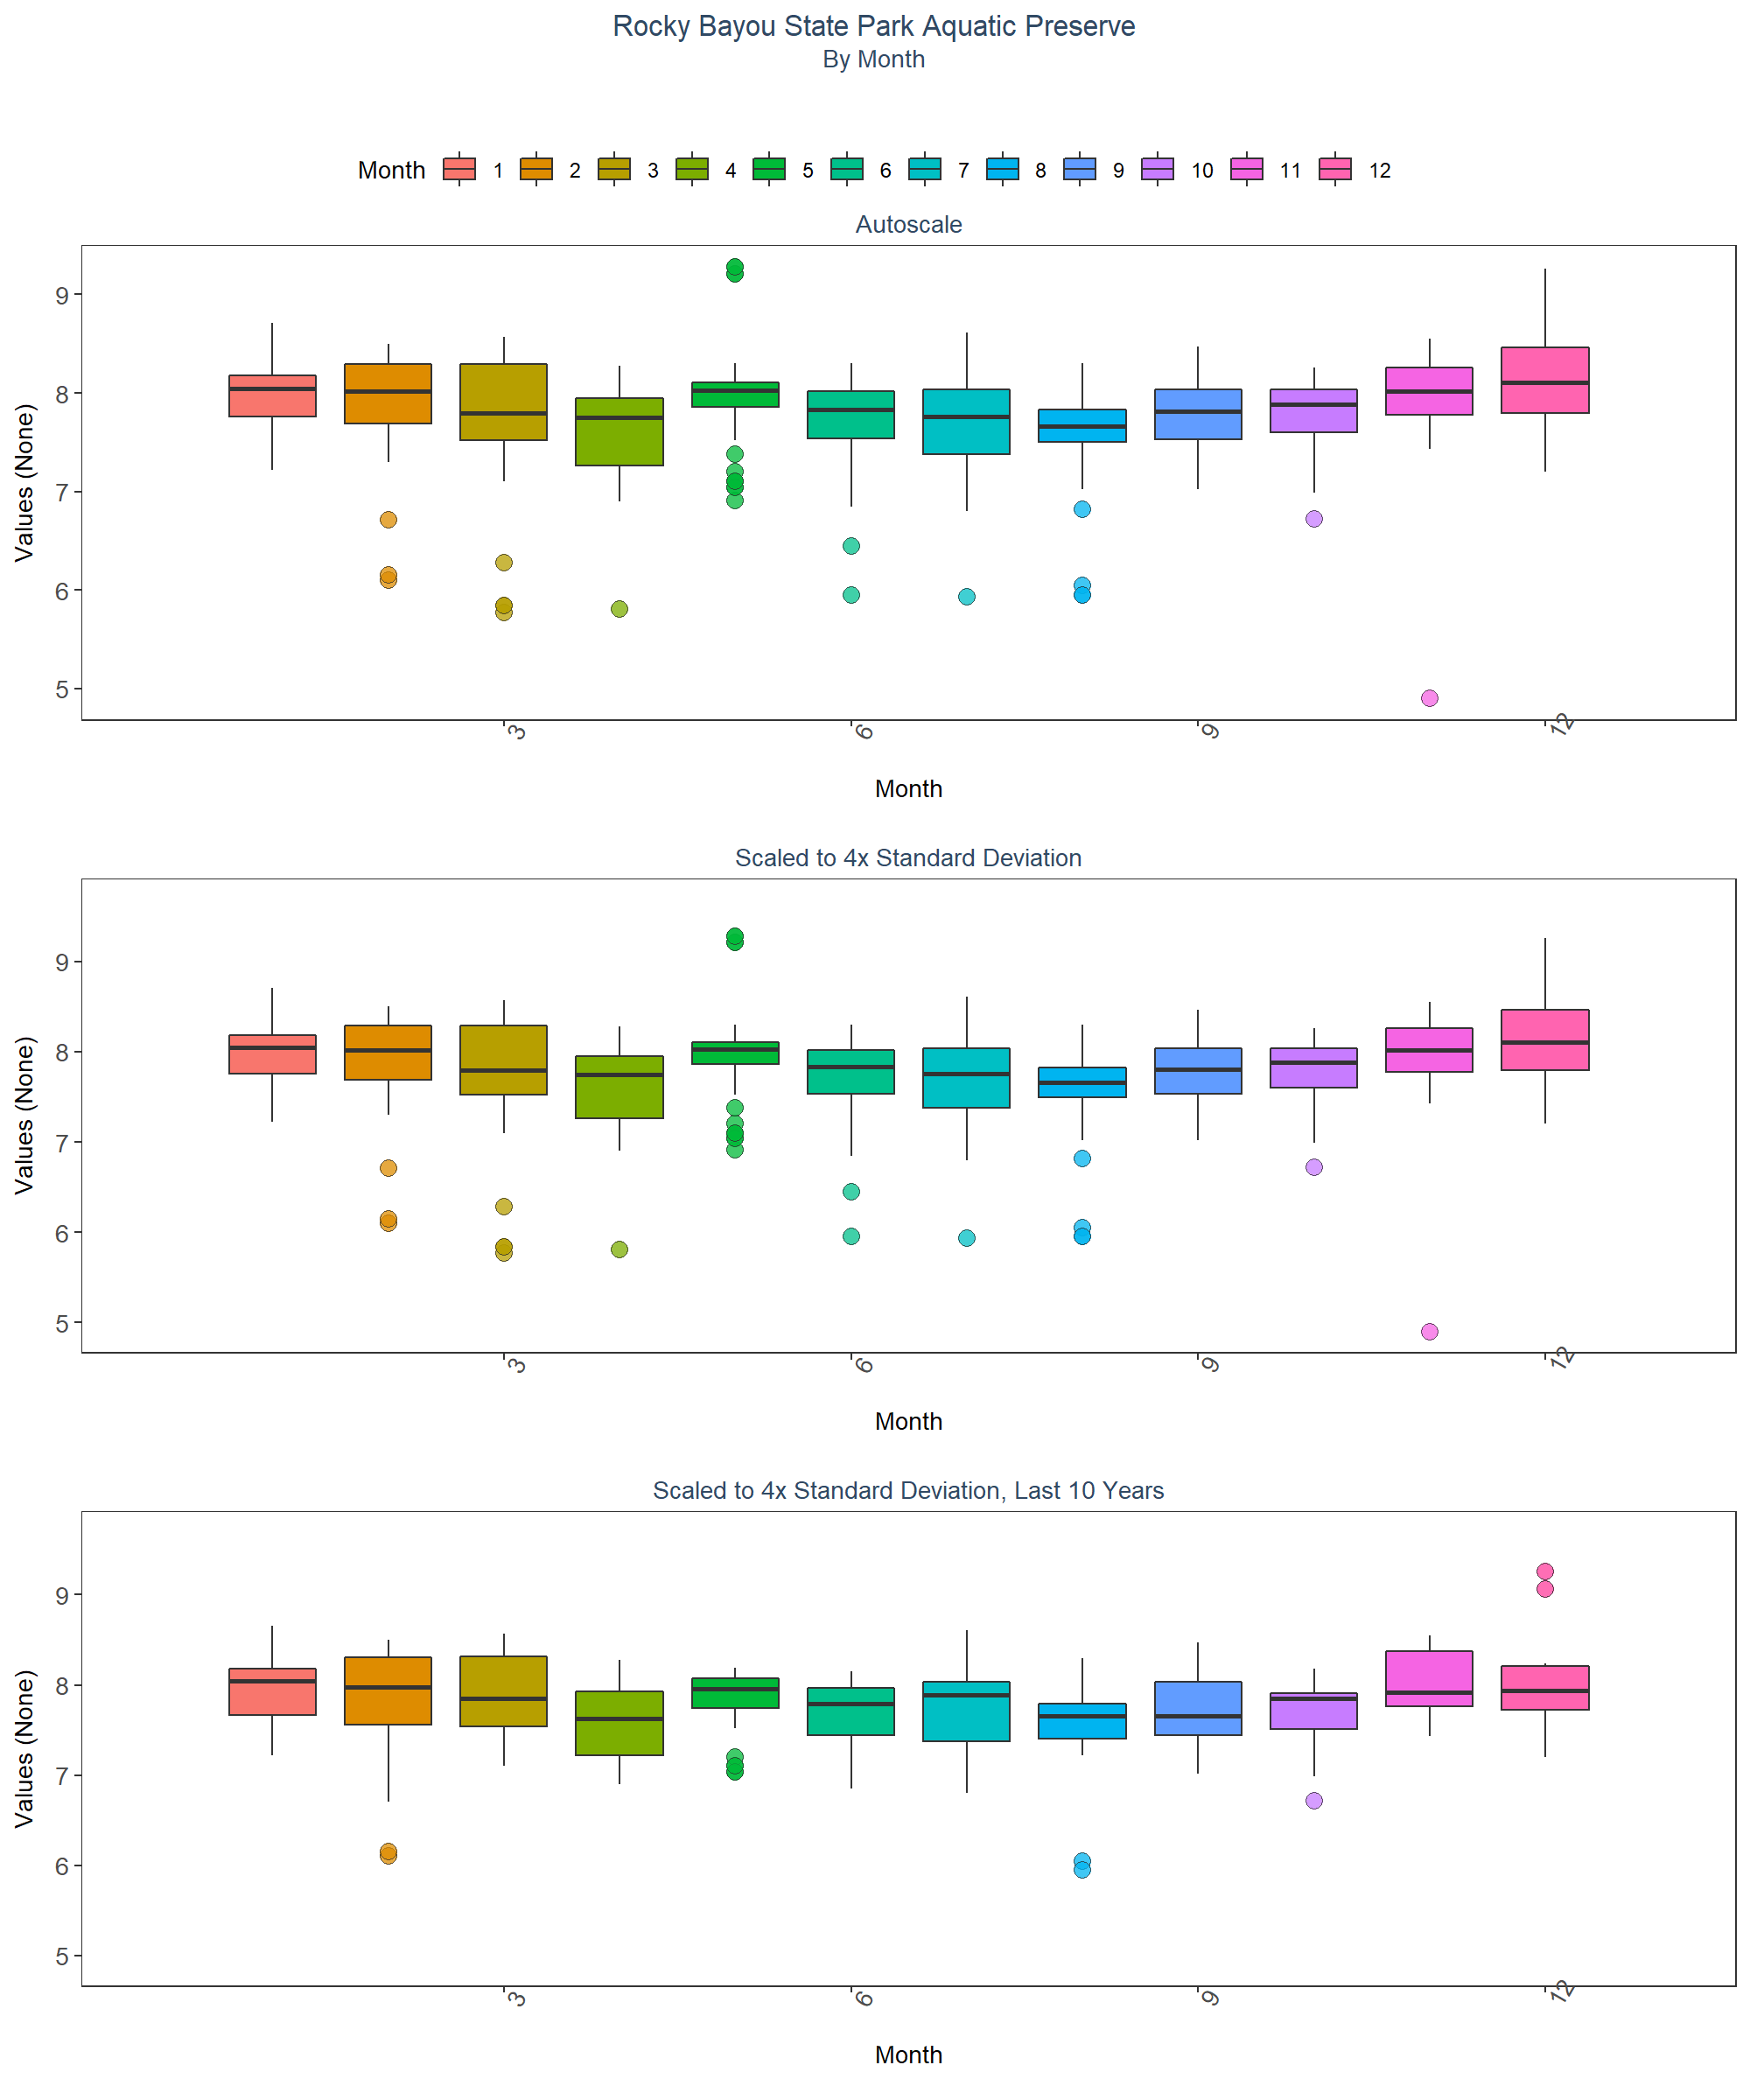 Rocky Bayou State Park Aquatic Preserve
By Month
Month 1 2 3 4 5 6 7 8 9 10 11 12
Autoscale
Values (None)
9
8
7
6
5
3 6 9 12
Month
Scaled to 4x Standard Deviation
Values (None)
9
8
7
6
5
3 6 9 12
Month
Scaled to 4x Standard Deviation, Last 10 Years
Values (None)
9
8
7
6
5
3 6 9 12
Month